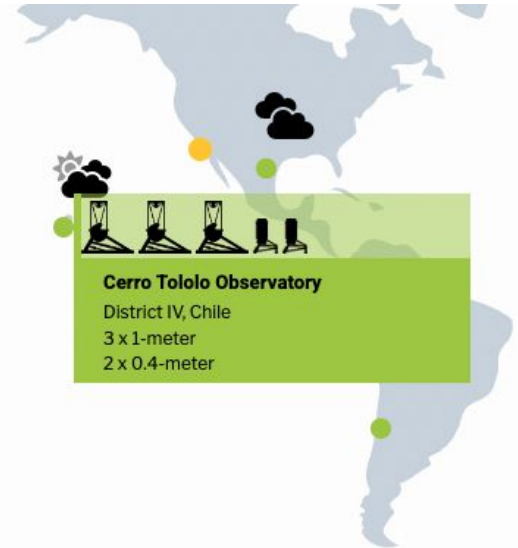 Cerro Tololo Observatory
District IV, Chile
3 x 1-meter
2 x 0.4-meter